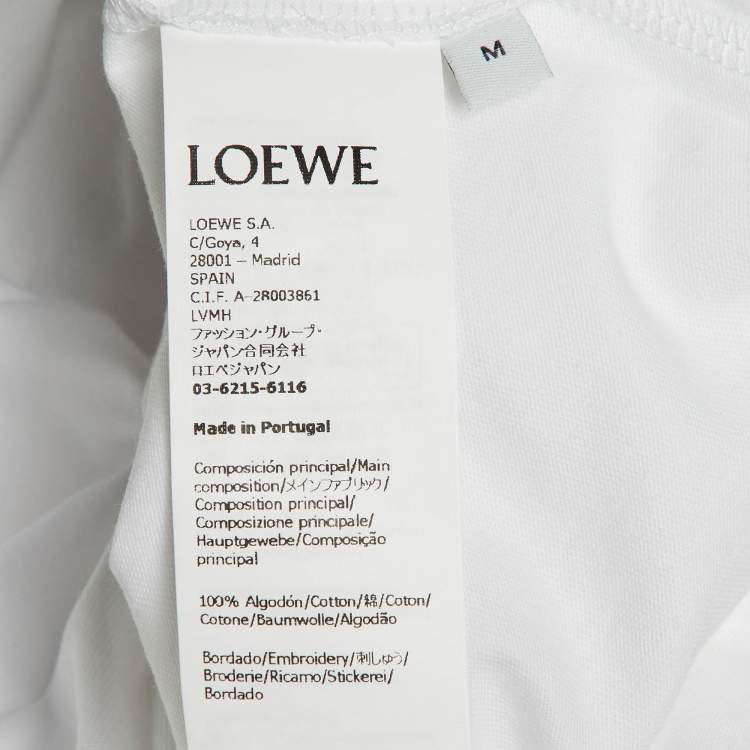 M
LOEWE
LOEWE S.A.
C/Goya, 4
28001 – Madrid
SPAIN
C.I.F. A-28003861
LVMH
ファッション・グループ・
ジャパン合同会社
ロエベジャパン
03-6215-6116
Made in Portugal
Composición principal/Main
composition/メインファブリック/
Composition principal/
Composizione principale/
Hauptgewebe/Composição
principal
100% Algodón/Cotton/綿/Coton/
Cotone/Baumwolle/Algodão
Bordado/Embroidery/刺しゅう/
Broderie/Ricamo/Stickerei/
Bordado